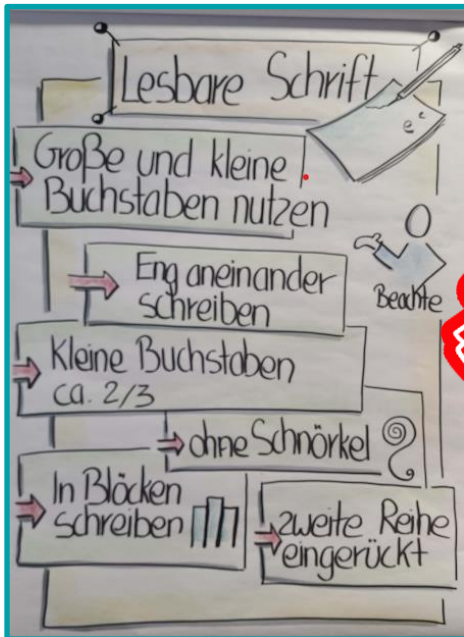 Lesbare Schrift
Große und kleine
Buchstaben nutzen
Eng aneinander
schreiben
Beachte
Kleine Buchstaben
ca. 2/3
ohne Schnörkel
In Blöcken
schreiben
zweite Reihe
eingerückt